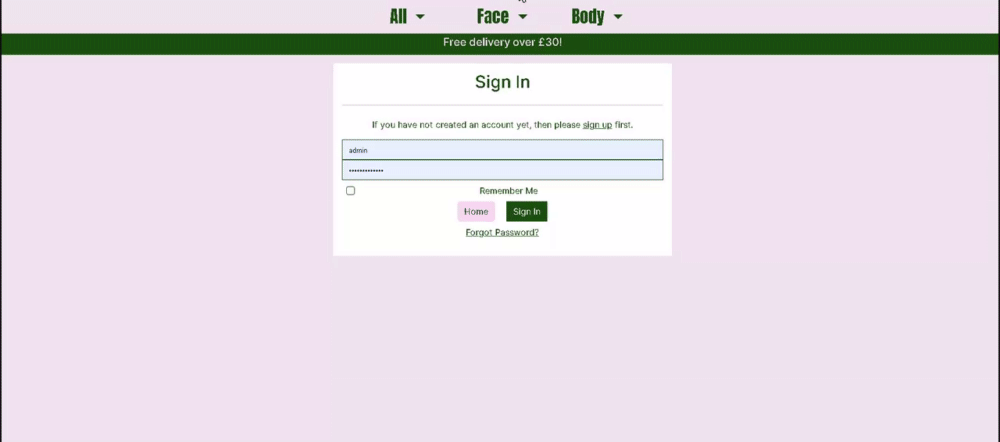 All Face Body
Free delivery over £30!
Sign In
If you have not created an account yet, then please sign up first.
admin
•••••••••••••
Remember Me
Home Sign In
Forgot Password?